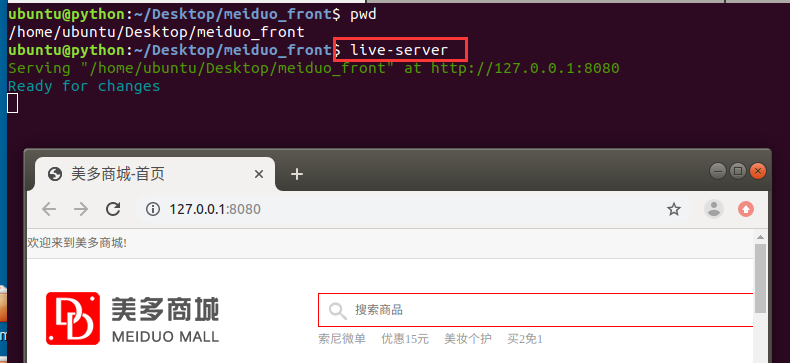 ubuntu@python:~/Desktop/meiduo_front$ pwd
/home/ubuntu/Desktop/meiduo_front
ubuntu@python:~/Desktop/meiduo_front$ live-server
Serving "/home/ubuntu/Desktop/meiduo_front" at http://127.0.0.1:8080
Ready for changes
美多商城-首页
127.0.0.1:8080
欢迎来到美多商城!
美多商城
MEIDUO MALL
搜索商品
索尼微单 优惠15元 美妆个护 买2免1